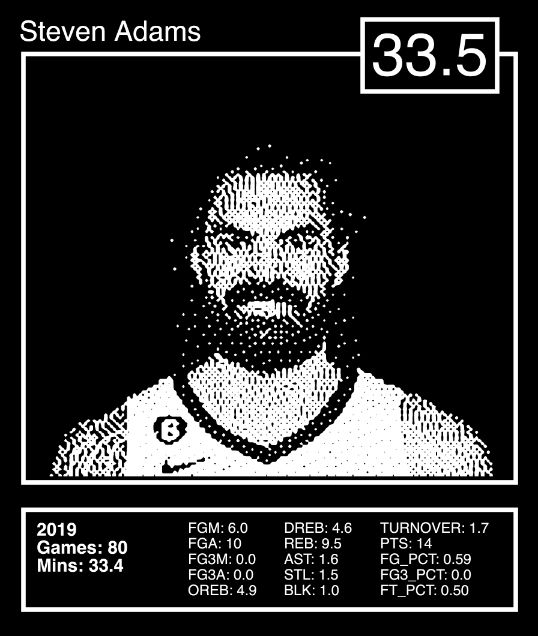 Steven Adams
33.5
6
2019
Games: 80
Mins: 33.4
FGM: 6.0
FGA: 10
FG3M: 0.0
FG3A: 0.0
OREB: 4.9
DREB: 4.6
REB: 9.5
AST: 1.6
STL: 1.5
BLK: 1.0
TURNOVER: 1.7
PTS: 14
FG_PCT: 0.59
FG3_PCT: 0.0
FT_PCT: 0.50